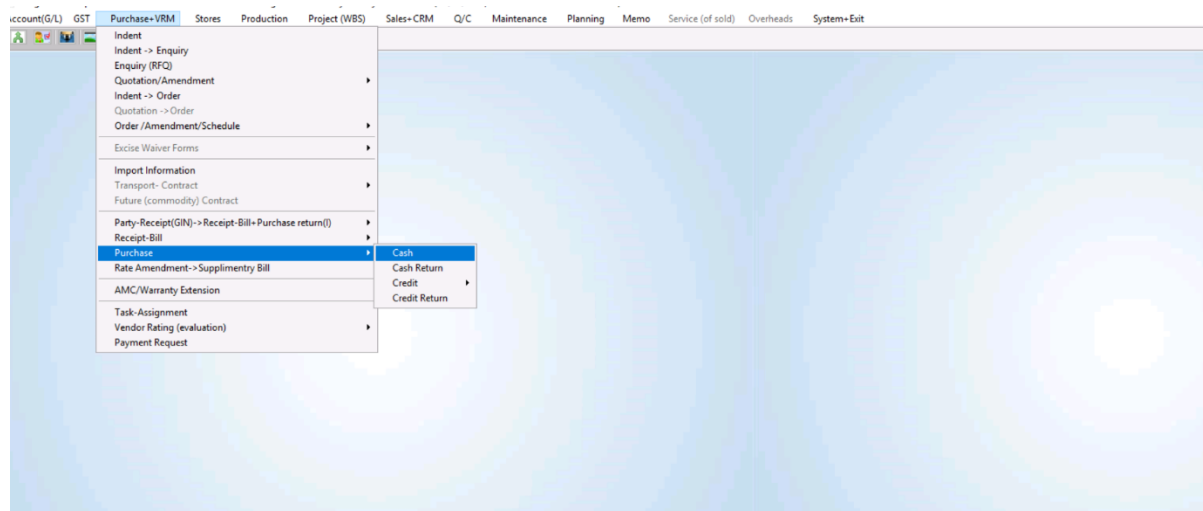 Account(G/L) GST Purchase+VRM Stores Production Project (WBS) Sales+CRM Q/C Maintenance Planning Memo Service (of sold) Overheads System+Exit
Indent
Indent -> Enquiry
Enquiry (RFQ)
Quotation/Amendment
Indent -> Order
Quotation ->Order
Order /Amendment/Schedule
Excise Waiver Forms
Import Information
Transport- Contract
Future (commodity) Contract
Party-Receipt(GIN)->Receipt-Bill+Purchase return(I)
Receipt-Bill
Purchase
Rate Amendment->Supplimentry Bill
AMC/Warranty Extension
Task-Assignment
Vendor Rating (evaluation)
Payment Request
Cash
Cash Return
Credit
Credit Return